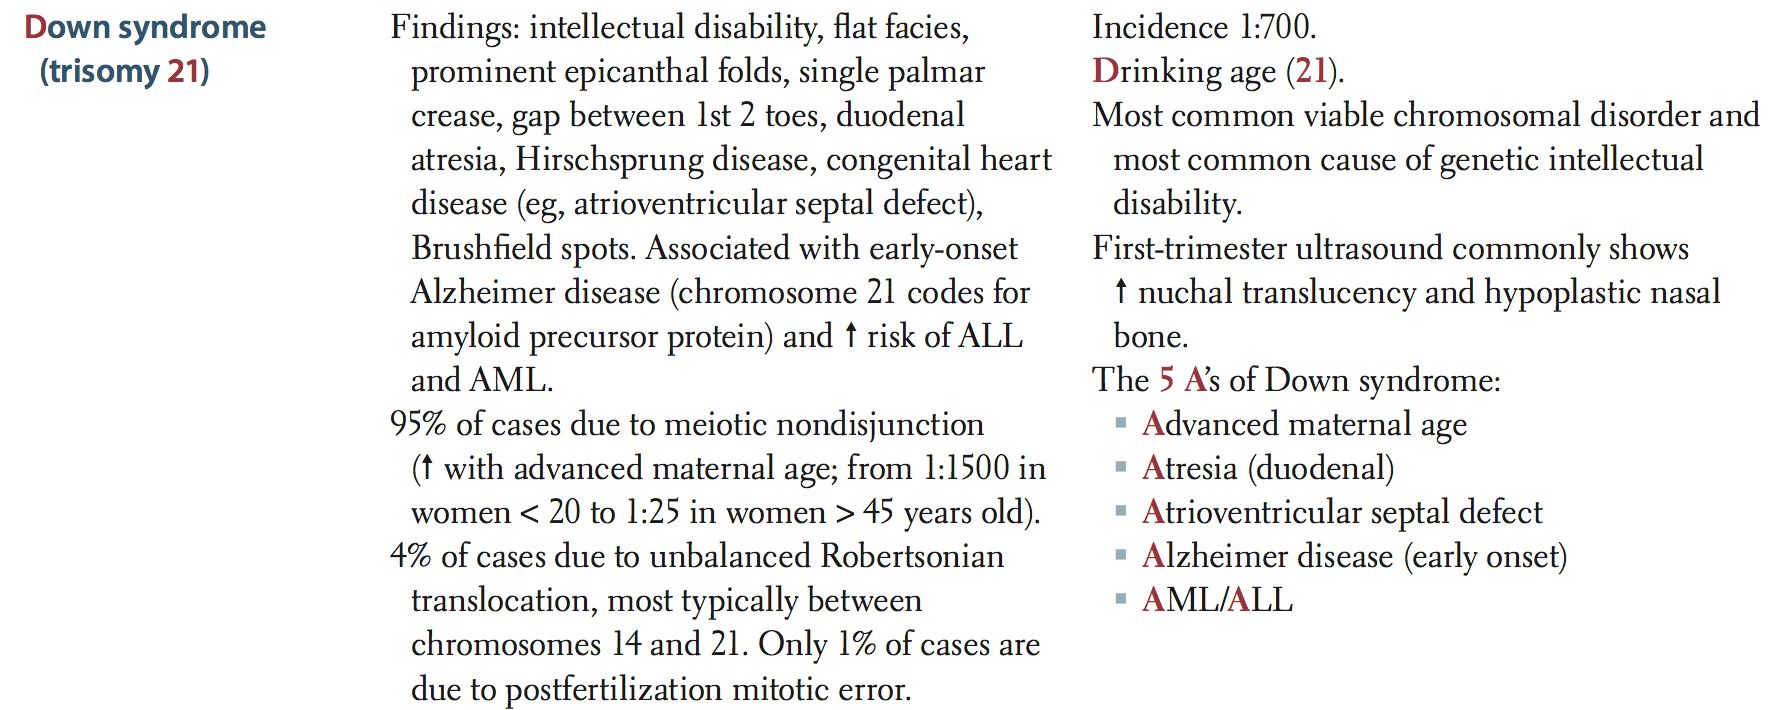 Down syndrome
(trisomy 21)
Findings: intellectual disability, flat facies,
prominent epicanthal folds, single palmar
crease, gap between 1st 2 toes, duodenal
atresia, Hirschsprung disease, congenital heart
disease (eg, atrioventricular septal defect),
Brushfield spots. Associated with early-onset
Alzheimer disease (chromosome 21 codes for
amyloid precursor protein) and ↑ risk of ALL
and AML.
95% of cases due to meiotic nondisjunction
(↑ with advanced maternal age; from 1:1500 in
women < 20 to 1:25 in women > 45 years old).
4% of cases due to unbalanced Robertsonian
translocation, most typically between
chromosomes 14 and 21. Only 1% of cases are
due to postfertilization mitotic error.
Incidence 1:700.
Drinking age (21).
Most common viable chromosomal disorder and
most common cause of genetic intellectual
disability.
First-trimester ultrasound commonly shows
↑ nuchal translucency and hypoplastic nasal
bone.
The 5 A's of Down syndrome:
▪ Advanced maternal age
▪ Atresia (duodenal)
▪ Atrioventricular septal defect
▪ Alzheimer disease (early onset)
▪ AML/ALL